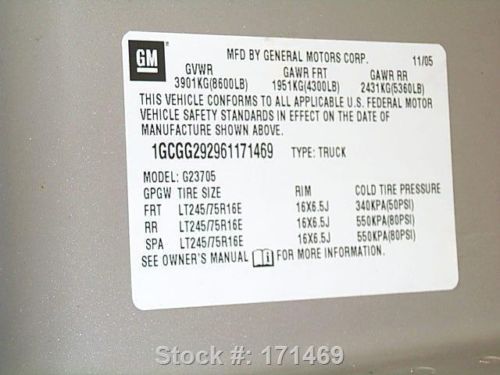 GM
MFD BY GENERAL MOTORS CORP. 11/05
GVWR GAWR FRT GAWR RR
3901KG(8600LB) 1951KG(4300LB) 2431KG(5360LB)
THIS VEHICLE CONFORMS TO ALL APPLICABLE U.S. FEDERAL MOTOR
VEHICLE SAFETY STANDARDS IN EFFECT ON THE DATE OF
MANUFACTURE SHOWN ABOVE.
1GCGG292961171469 TYPE: TRUCK
MODEL: G23705
GPGW TIRE SIZE RIM COLD TIRE PRESSURE
FRT LT245/75R16E 16X6.5J 340KPA(50PSI)
RR LT245/75R16E 16X6.5J 550KPA(80PSI)
SPA LT245/75R16E 16X6.5J 550KPA(80PSI)
SEE OWNER'S MANUAL FOR MORE INFORMATION.
Stock #: 171469